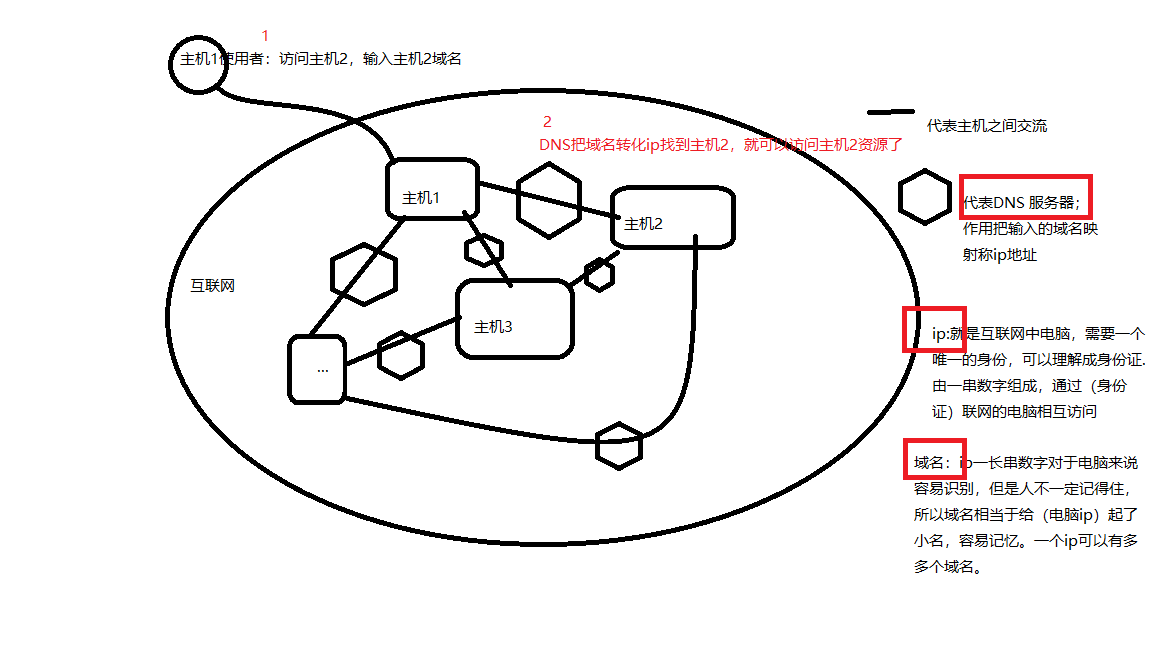 1
主机1使用者：访问主机2，输入主机2域名
2
DNS把域名转化ip找到主机2，就可以访问主机2资源了
代表主机之间交流
主机1
主机2
代表DNS 服务器；
作用把输入的域名映
射称ip地址
互联网
主机3
...
ip:就是互联网中电脑，需要一个
唯一的身份，可以理解成身份证.
由一串数字组成，通过（身份
证）联网的电脑相互访问
域名：ip一长串数字对于电脑来说
容易识别，但是人不一定记得住，
所以域名相当于给（电脑ip）起了
小名，容易记忆。一个ip可以有多
多个域名。